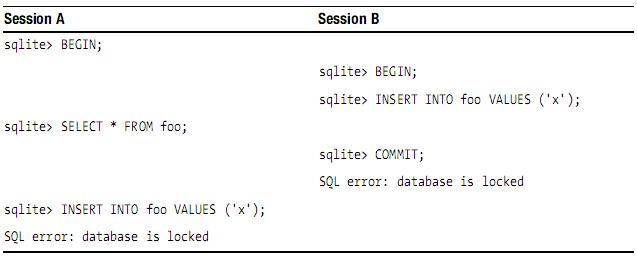 Session A Session B
sqlite> BEGIN;
sqlite> BEGIN;
sqlite> INSERT INTO foo VALUES ('x');
sqlite> SELECT * FROM foo;
sqlite> COMMIT;
SQL error: database is locked
sqlite> INSERT INTO foo VALUES ('x');
SQL error: database is locked